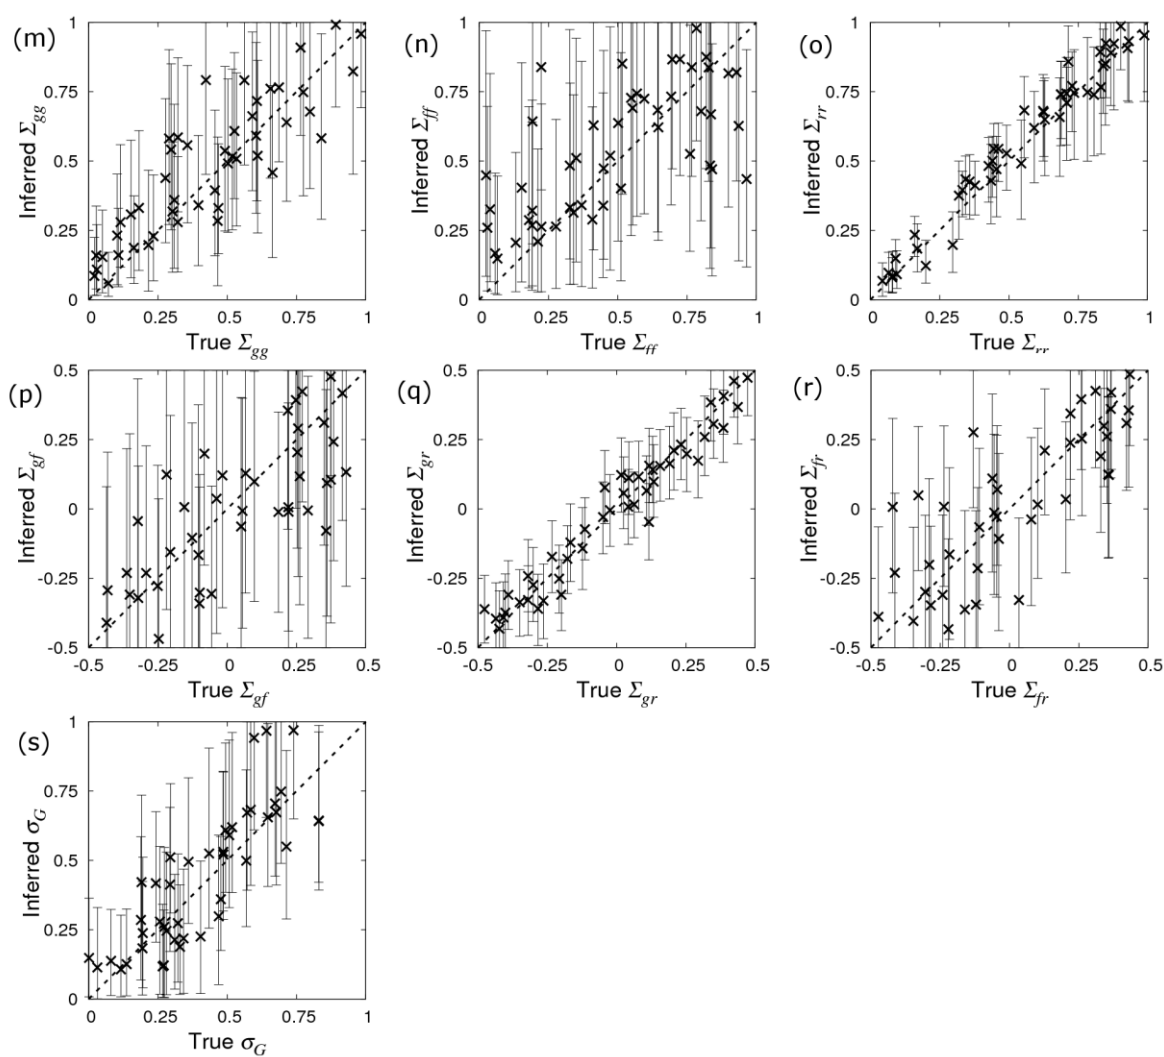 (m)
Inferred Σgg
1
0.75
0.5
0.25
0
0 0.25 0.5 0.75 1
True Σgg
(n)
Inferred Σff
1
0.75
0.5
0.25
0
0 0.25 0.5 0.75 1
True Σff
(o)
Inferred Σrr
1
0.75
0.5
0.25
0
0 0.25 0.5 0.75 1
True Σrr
(p)
Inferred Σgf
0.5
0.25
0
-0.25
-0.5
-0.5 -0.25 0 0.25 0.5
True Σgf
(q)
Inferred Σgr
0.5
0.25
0
-0.25
-0.5
-0.5 -0.25 0 0.25 0.5
True Σgr
(r)
Inferred Σfr
0.5
0.25
0
-0.25
-0.5
-0.5 -0.25 0 0.25 0.5
True Σfr
(s)
Inferred σG
1
0.75
0.5
0.25
0
0 0.25 0.5 0.75 1
True σG